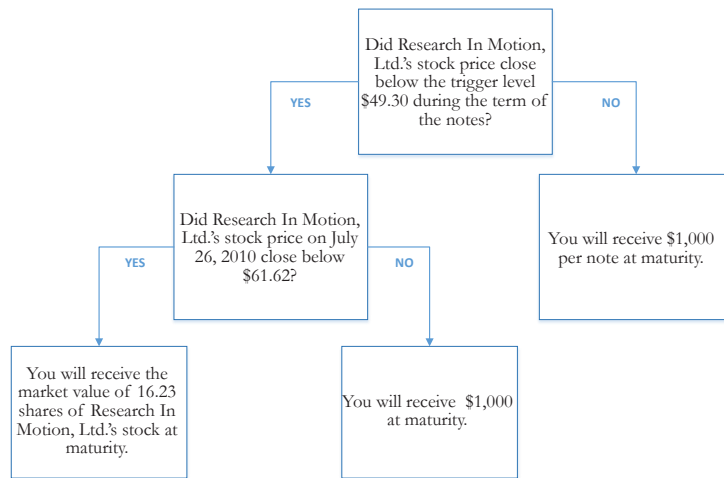 Did Research In Motion,
Ltd.'s stock price close
below the trigger level
$49.30 during the term of
the notes?
YES
NO
Did Research In Motion,
Ltd.'s stock price on July
26, 2010 close below
$61.62?
You will receive $1,000
per note at maturity.
YES
NO
You will receive the
market value of 16.23
shares of Research In
Motion, Ltd.'s stock at
maturity.
You will receive $1,000
at maturity.